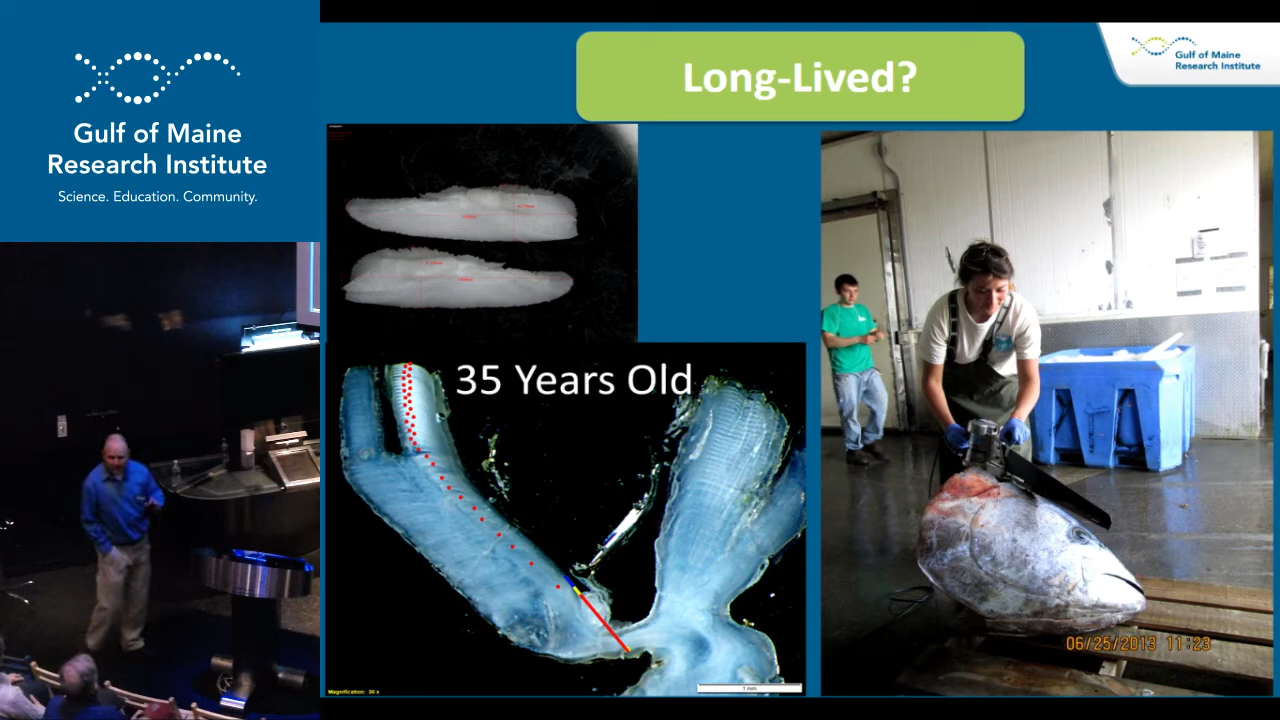 Gulf of Maine
Research Institute
Science. Education. Community.
Long-Lived?
Gulf of Maine
Research Institute
35 Years Old
Magnification: 30 x
1 mm
06/25/2013 11:23